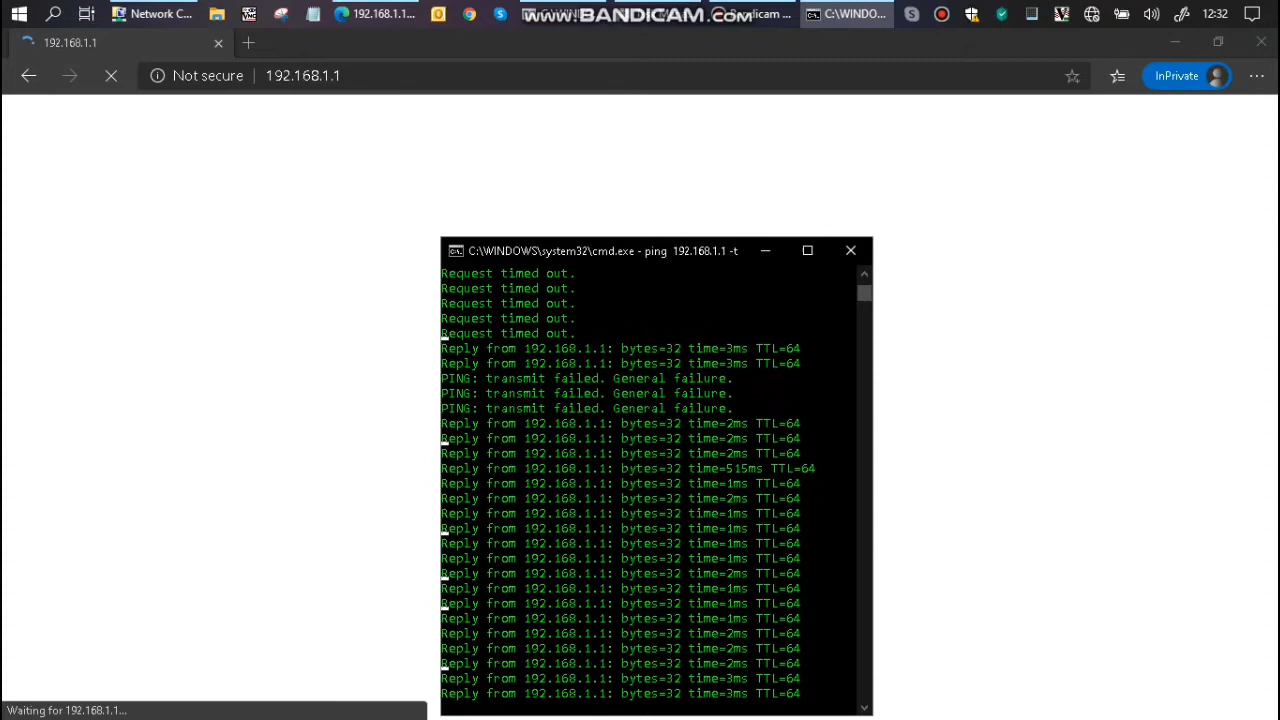 Network C...
192.168.1.1...
www.BANDICAM.com
andicam ...
C:\WINDO...
12:32
192.168.1.1
Not secure
192.168.1.1
InPrivate
C:\WINDOWS\system32\cmd.exe - ping 192.168.1.1 -t
Request timed out.
Request timed out.
Request timed out.
Request timed out.
Request timed out.
Reply from 192.168.1.1: bytes=32 time=3ms TTL=64
Reply from 192.168.1.1: bytes=32 time=3ms TTL=64
PING: transmit failed. General failure.
PING: transmit failed. General failure.
PING: transmit failed. General failure.
Reply from 192.168.1.1: bytes=32 time=2ms TTL=64
Reply from 192.168.1.1: bytes=32 time=2ms TTL=64
Reply from 192.168.1.1: bytes=32 time=2ms TTL=64
Reply from 192.168.1.1: bytes=32 time=515ms TTL=64
Reply from 192.168.1.1: bytes=32 time=1ms TTL=64
Reply from 192.168.1.1: bytes=32 time=2ms TTL=64
Reply from 192.168.1.1: bytes=32 time=1ms TTL=64
Reply from 192.168.1.1: bytes=32 time=1ms TTL=64
Reply from 192.168.1.1: bytes=32 time=1ms TTL=64
Reply from 192.168.1.1: bytes=32 time=1ms TTL=64
Reply from 192.168.1.1: bytes=32 time=2ms TTL=64
Reply from 192.168.1.1: bytes=32 time=1ms TTL=64
Reply from 192.168.1.1: bytes=32 time=1ms TTL=64
Reply from 192.168.1.1: bytes=32 time=1ms TTL=64
Reply from 192.168.1.1: bytes=32 time=2ms TTL=64
Reply from 192.168.1.1: bytes=32 time=2ms TTL=64
Reply from 192.168.1.1: bytes=32 time=2ms TTL=64
Reply from 192.168.1.1: bytes=32 time=3ms TTL=64
Reply from 192.168.1.1: bytes=32 time=3ms TTL=64
Waiting for 192.168.1.1...